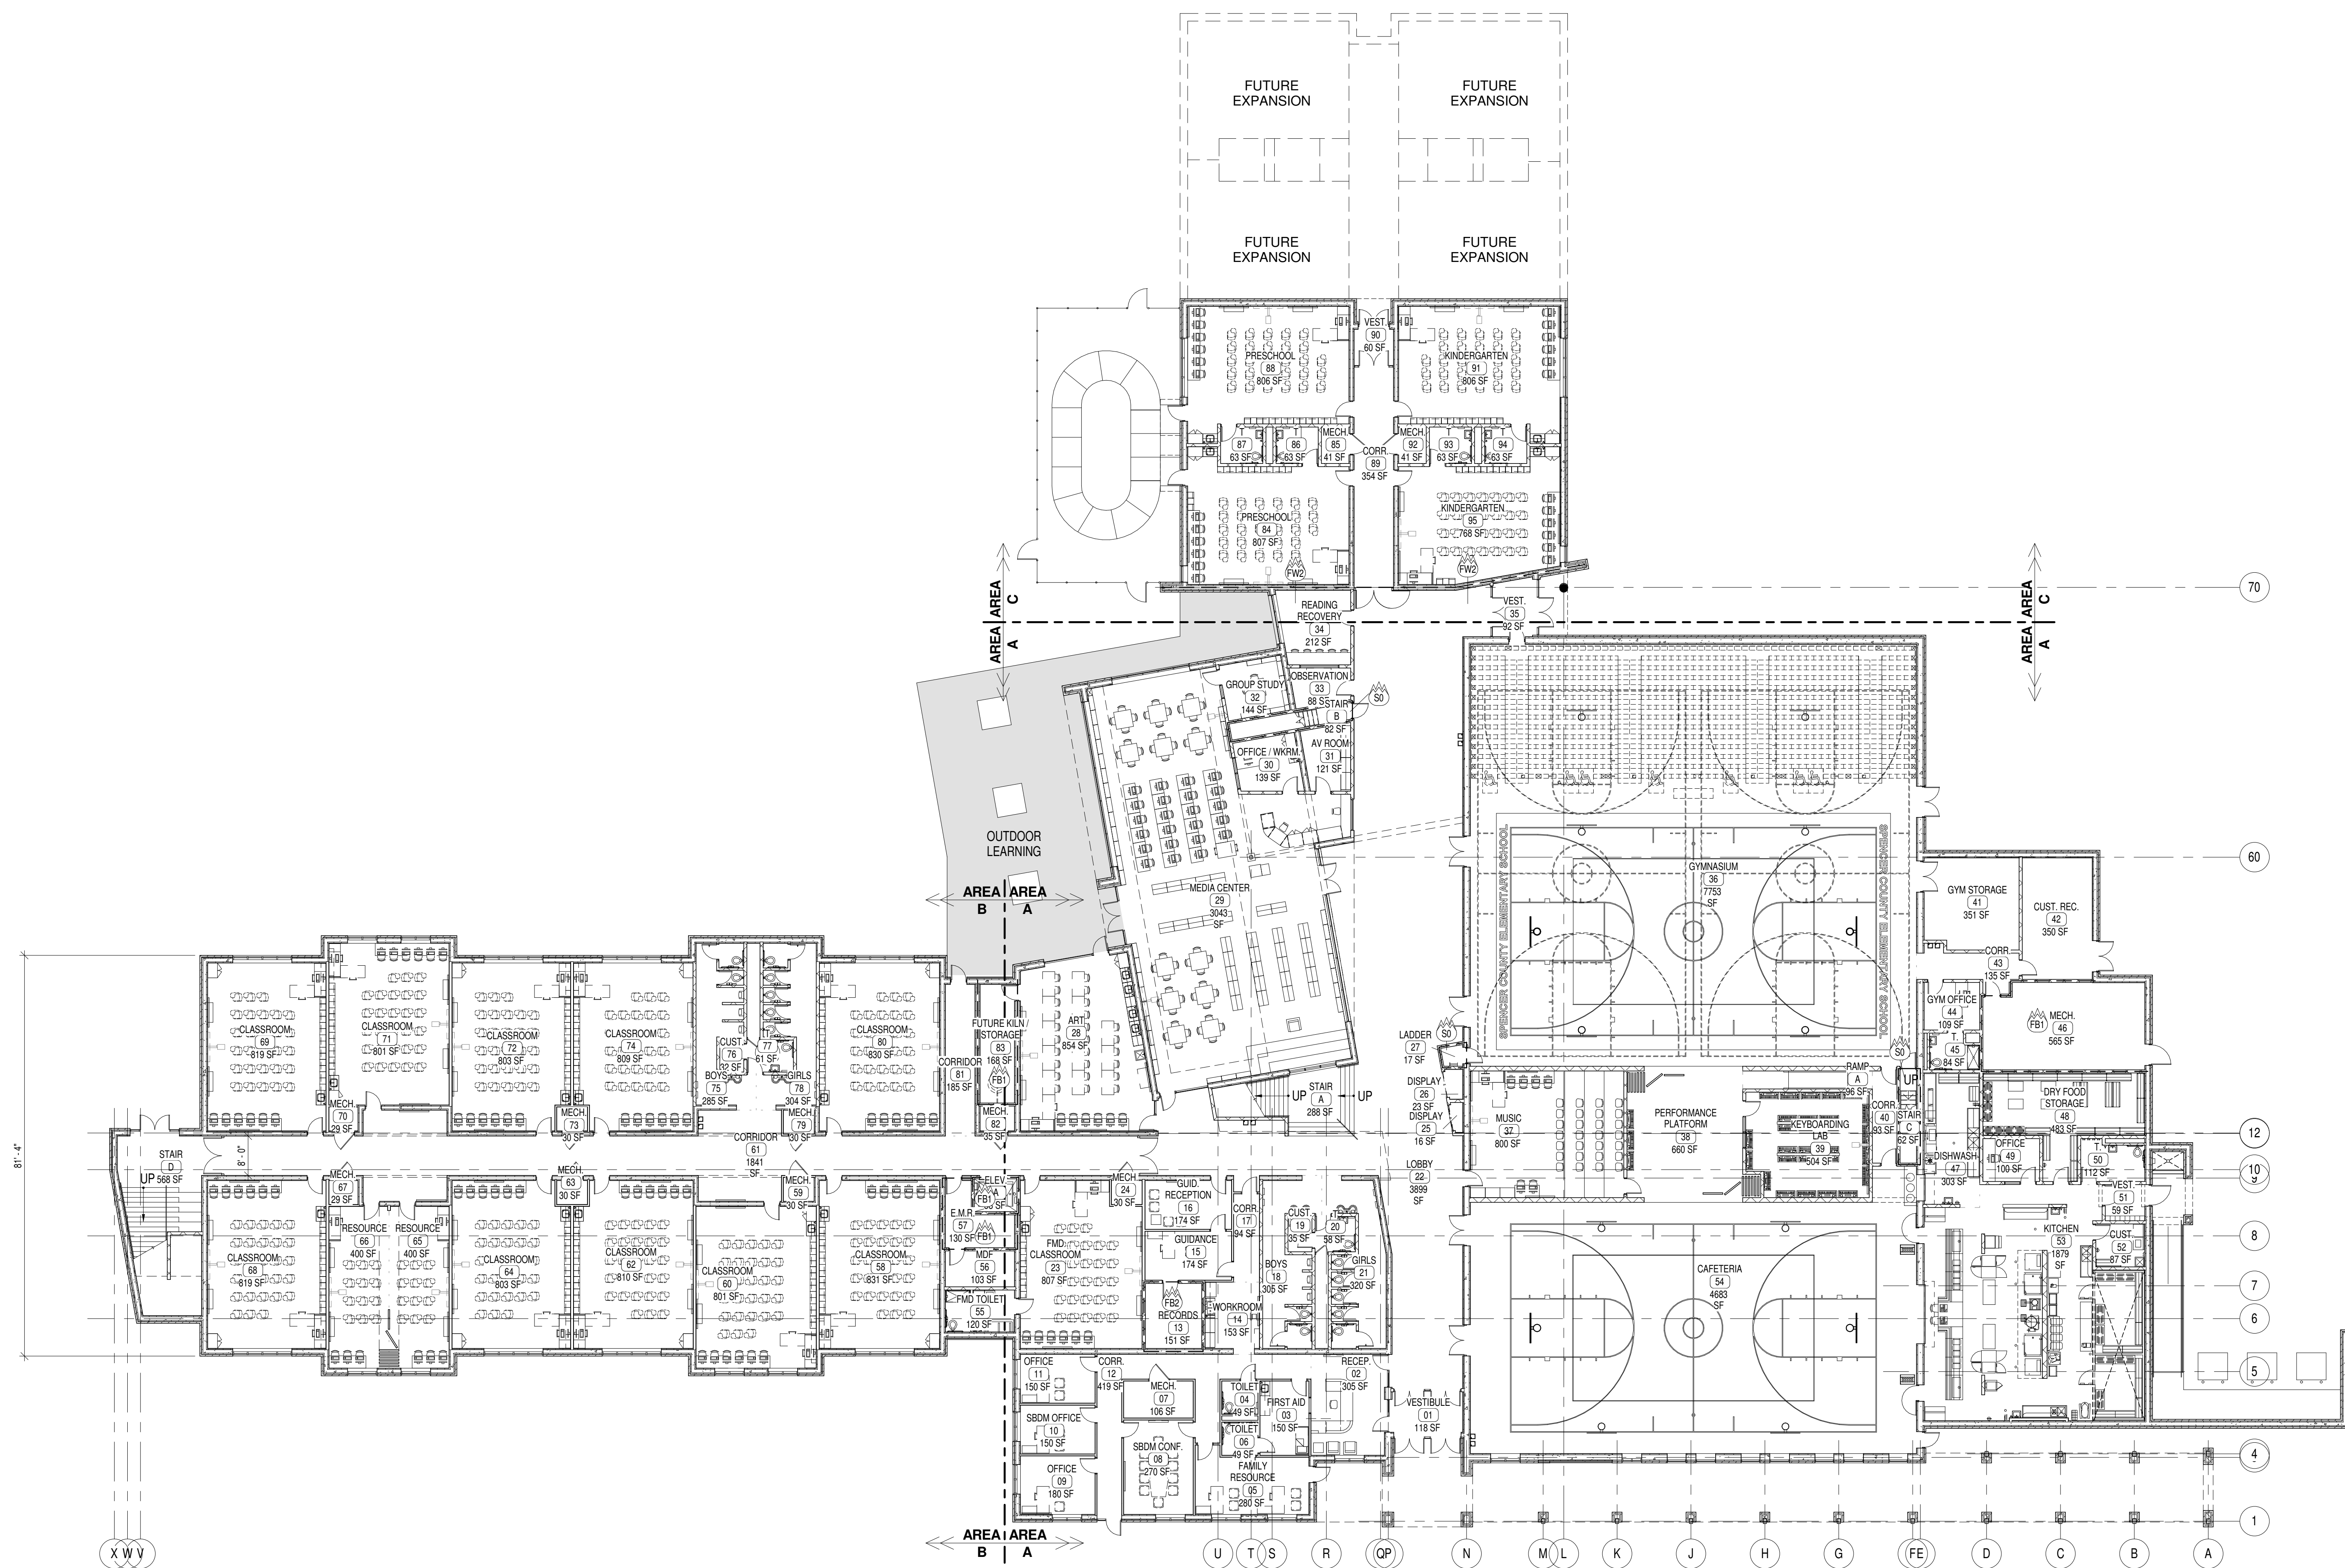 FUTURE
EXPANSION
FUTURE
EXPANSION
FUTURE
EXPANSION
FUTURE
EXPANSION
VEST.
90
60 SF
PRESCHOOL
88
806 SF
KINDERGARTEN
91
806 SF
T
87
63 SF
T
86
63 SF
MECH.
85
41 SF
MECH.
92
41 SF
T
93
63 SF
T
94
63 SF
CORR.
89
354 SF
PRESCHOOL
84
807 SF
KINDERGARTEN
95
768 SF
FW2
FW2
70
AREA C
AREA A
AREA C
AREA A
READING
RECOVERY
34
212 SF
VEST.
35
92 SF
OBSERVATION
33
GROUP STUDY
32
144 SF
STAIR
B
82 SF
S0
OFFICE / WKRM.
30
139 SF
AV ROOM
31
121 SF
OUTDOOR
LEARNING
MEDIA CENTER
29
3043
SF
SPENCER COUNTY ELEMENTARY SCHOOL
SPENCER COUNTY ELEMENTARY SCHOOL
GYMNASIUM
36
7753
SF
60
GYM STORAGE
41
351 SF
CUST. REC.
42
350 SF
CORR.
43
135 SF
GYM OFFICE
44
109 SF
T.
45
84 SF
FB1
MECH.
46
565 SF
AREA AREA
B A
CLASSROOM
69
819 SF
CLASSROOM
71
801 SF
CLASSROOM
72
803 SF
CLASSROOM
74
809 SF
CUST.
76
32 SF
77
61 SF
BOYS
75
285 SF
GIRLS
78
304 SF
CLASSROOM
80
830 SF
CORRIDOR
81
185 SF
FUTURE KILN /
STORAGE
83
168 SF
FB1
ART
28
854 SF
MECH.
70
29 SF
MECH.
73
30 SF
MECH.
79
30 SF
MECH.
82
35 SF
LADDER
27
17 SF
S0
DISPLAY
26
23 SF
DISPLAY
25
16 SF
UP
STAIR
A
288 SF
UP
MUSIC
37
800 SF
PERFORMANCE
PLATFORM
38
660 SF
KEYBOARDING
LAB
39
504 SF
RAMP
A
96 SF
S0
UP
CORR.
40
93 SF
STAIR
C
62 SF
DRY FOOD
STORAGE
48
483 SF
OFFICE
49
100 SF
T.
50
112 SF
DISHWASH
47
303 SF
VEST.
51
59 SF
KITCHEN
53
1879
SF
CUST.
52
87 SF
12
10
9
8
7
6
5
4
1
81' - 4"
8' - 0"
STAIR
D
568 SF
UP
CORRIDOR
61
1841
SF
LOBBY
22
3899
SF
MECH.
67
29 SF
MECH.
63
30 SF
MECH.
59
30 SF
ELEV.
A
FB1
E.M.R.
57
130 SF
FB1
MDF
56
103 SF
FMD TOILET
55
120 SF
MECH.
24
30 SF
FMD
CLASSROOM
23
807 SF
GUID.
RECEPTION
16
174 SF
GUIDANCE
15
174 SF
CORR.
17
94 SF
CUST.
19
35 SF
20
58 SF
BOYS
18
305 SF
GIRLS
21
320 SF
FB2
RECORDS
13
151 SF
WORKROOM
14
153 SF
CLASSROOM
68
819 SF
RESOURCE
66
400 SF
RESOURCE
65
400 SF
CLASSROOM
64
803 SF
CLASSROOM
62
810 SF
CLASSROOM
60
801 SF
CLASSROOM
58
831 SF
CAFETERIA
54
4683
SF
OFFICE
11
150 SF
CORR.
12
419 SF
MECH.
07
106 SF
TOILET
04
49 SF
FIRST AID
03
150 SF
RECEP.
02
305 SF
VESTIBULE
01
118 SF
SBDM OFFICE
10
150 SF
SBDM CONF.
08
270 SF
TOILET
06
49 SF
FAMILY
RESOURCE
05
280 SF
OFFICE
09
180 SF
AREA AREA
B A
X W V U T S R Q P N M L K J H G F E D C B A